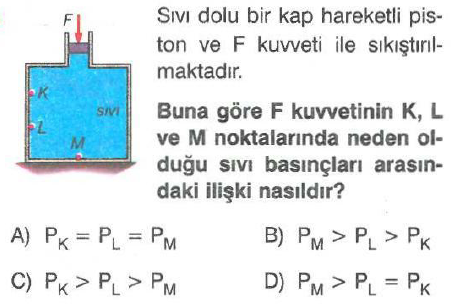 F
K
L
M
SIVI
Sıvı dolu bir kap hareketli pis-
ton ve F kuvveti ile sıkıştırıl-
maktadır.
Buna göre F kuvvetinin K, L
ve M noktalarında neden ol-
duğu sıvı basınçları arasın-
daki ilişki nasıldır?
A) P_K = P_L = P_M
B) P_M > P_L > P_K
C) P_K > P_L > P_M
D) P_M > P_L = P_K